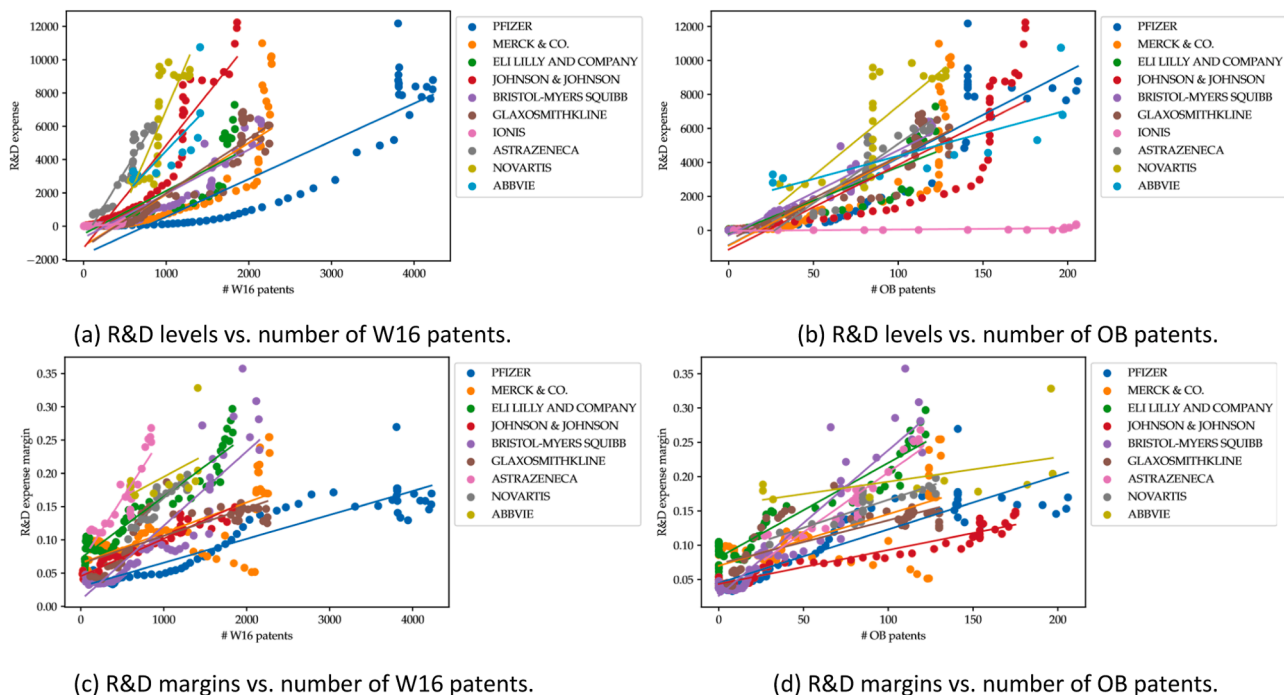 12000
10000
8000
6000
4000
2000
0
−2000
R&D expense
0
1000
2000
3000
4000
# W16 patents
PFIZER
MERCK & CO.
ELI LILLY AND COMPANY
JOHNSON & JOHNSON
BRISTOL-MYERS SQUIBB
GLAXOSMITHKLINE
IONIS
ASTRAZENECA
NOVARTIS
ABBVIE
(a) R&D levels vs. number of W16 patents.
12000
10000
8000
6000
4000
2000
0
R&D expense
0
50
100
150
200
# OB patents
PFIZER
MERCK & CO.
ELI LILLY AND COMPANY
JOHNSON & JOHNSON
BRISTOL-MYERS SQUIBB
GLAXOSMITHKLINE
IONIS
ASTRAZENECA
NOVARTIS
ABBVIE
(b) R&D levels vs. number of OB patents.
0.35
0.30
0.25
0.20
0.15
0.10
0.05
0.00
R&D expense margin
0
1000
2000
3000
4000
# W16 patents
PFIZER
MERCK & CO.
ELI LILLY AND COMPANY
JOHNSON & JOHNSON
BRISTOL-MYERS SQUIBB
GLAXOSMITHKLINE
ASTRAZENECA
NOVARTIS
ABBVIE
(c) R&D margins vs. number of W16 patents.
0.35
0.30
0.25
0.20
0.15
0.10
0.05
R&D expense margin
0
50
100
150
200
# OB patents
PFIZER
MERCK & CO.
ELI LILLY AND COMPANY
JOHNSON & JOHNSON
BRISTOL-MYERS SQUIBB
GLAXOSMITHKLINE
ASTRAZENECA
NOVARTIS
ABBVIE
(d) R&D margins vs. number of OB patents.